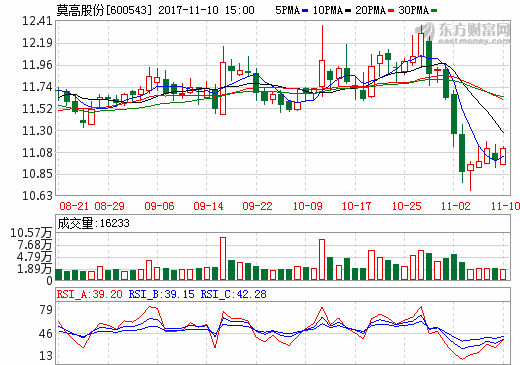 莫高股份[600543] 2017-11-10 15:00 5PMA 10PMA 20PMA 30PMA
东方财富网
eastmoney.com
12.41
12.19
11.96
11.74
11.52
11.30
11.08
10.85
10.63
08-21 08-29 09-06 09-14 09-22 10-09 10-17 10-25 11-02 11-10
成交量:16233
10.57万
7.68万
4.79万
1.89万
0
RSI_A:39.20 RSI_B:39.15 RSI_C:42.28
79
46
13